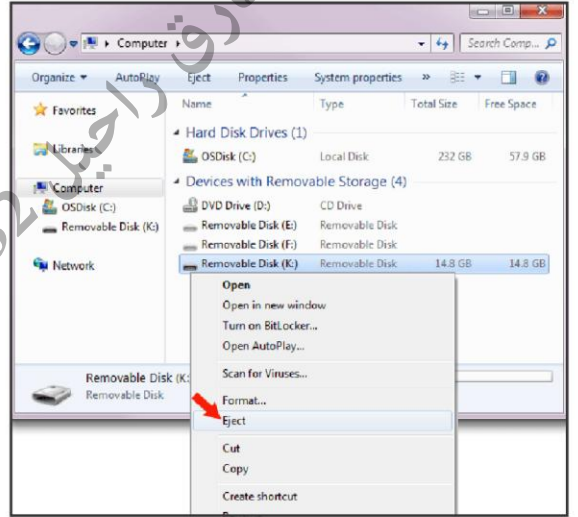 Computer
Search Comp...
Organize AutoPlay Eject Properties System properties »
Name Type Total Size Free Space
Favorites
Libraries
Computer
OSDisk (C:)
Removable Disk (K:)
Network
Hard Disk Drives (1)
OSDisk (C:) Local Disk 232 GB 57.9 GB
Devices with Removable Storage (4)
DVD Drive (D:) CD Drive
Removable Disk (E:) Removable Disk
Removable Disk (F:) Removable Disk
Removable Disk (K:) Removable Disk 14.8 GB 14.8 GB
Open
Open in new window
Turn on BitLocker...
Open AutoPlay...
Scan for Viruses...
Format...
Eject
Cut
Copy
Create shortcut
Removable Disk (K:
Removable Disk
راحيل